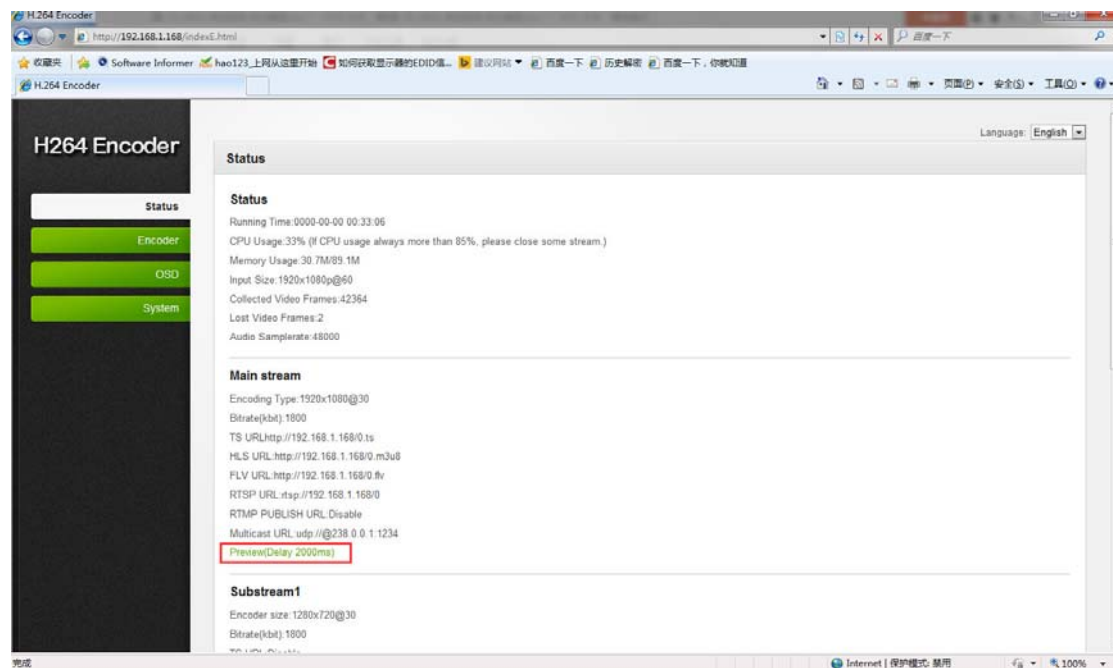 H.264 Encoder
http://192.168.1.168/indexE.html
百度一下
收藏夹 Software Informer hao123_上网从这里开始 如何获取显示器的EDID信... 建议网站 百度一下 历史解密 百度一下，你就知道
H.264 Encoder
页面(P) 安全(S) 工具(O)
Language: English
H264 Encoder
Status
Status
Encoder
OSD
System
Status
Running Time:0000-00-00 00:33:06
CPU Usage:33% (If CPU usage always more than 85%, please close some stream.)
Memory Usage:30.7M/89.1M
Input Size:1920x1080p@60
Collected Video Frames:42364
Lost Video Frames:2
Audio Samplerate:48000
Main stream
Encoding Type:1920x1080@30
Bitrate(kbit):1800
TS URLhttp://192.168.1.168/0.ts
HLS URL:http://192.168.1.168/0.m3u8
FLV URL:http://192.168.1.168/0.flv
RTSP URL:rtsp://192.168.1.168/0
RTMP PUBLISH URL:Disable
Multicast URL:udp://@238.0.0.1:1234
Preview(Delay 2000ms)
Substream1
Encoder size:1280x720@30
Bitrate(kbit):1800
TS URL:Disable
完成
Internet | 保护模式: 禁用
100%